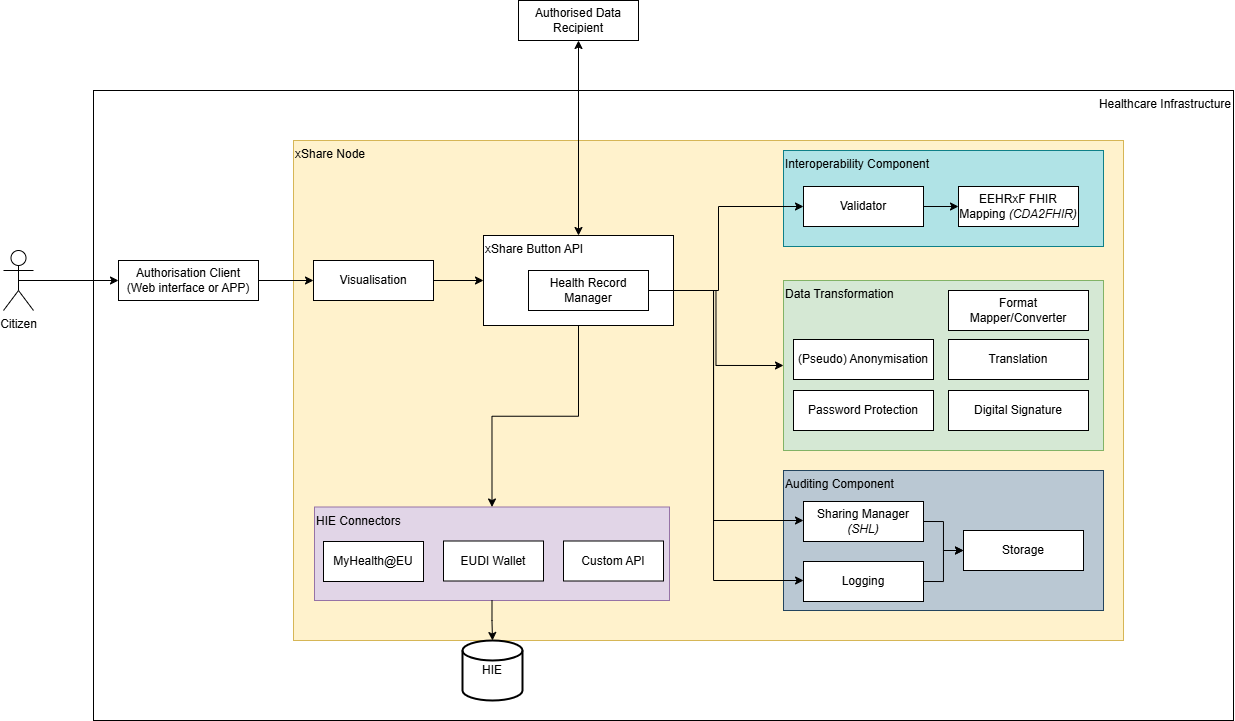 Authorised Data
Recipient
Healthcare Infrastructure
xShare Node
Interoperability Component
Validator
EEHRxF FHIR
Mapping (CDA2FHIR)
xShare Button API
Health Record
Manager
Citizen
Authorisation Client
(Web interface or APP)
Visualisation
Data Transformation
Format
Mapper/Converter
(Pseudo) Anonymisation
Translation
Password Protection
Digital Signature
Auditing Component
Sharing Manager
(SHL)
Logging
Storage
HIE Connectors
MyHealth@EU
EUDI Wallet
Custom API
HIE